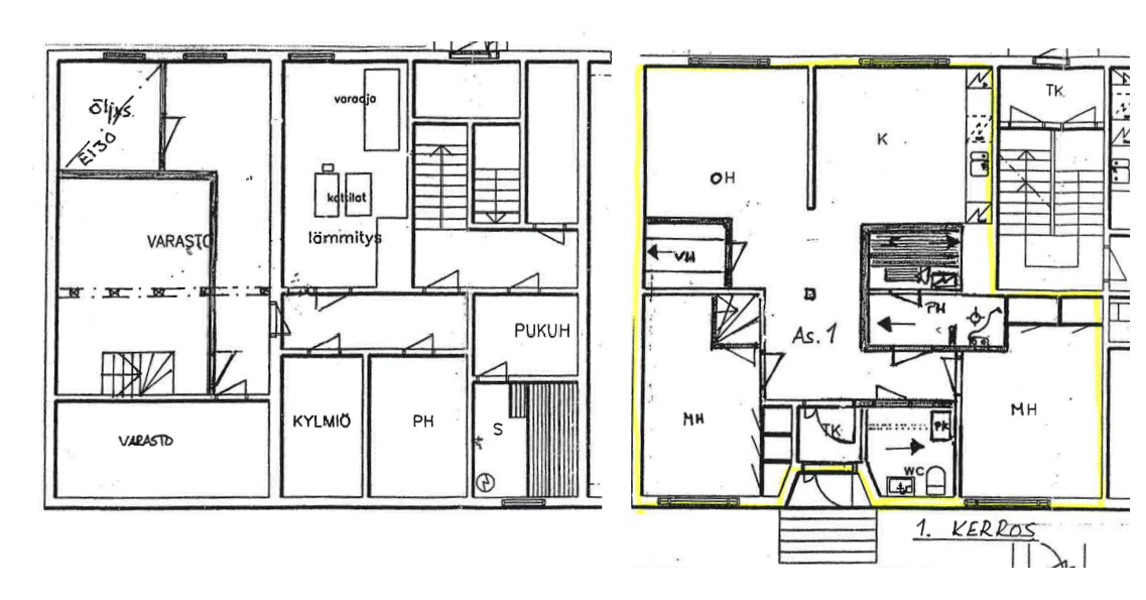 Öljys.
EI30
varaaja
kattilat
lämmitys
VARASTO
PUKUH
KYLMIÖ
PH
S
VARASTO
TK
K
OH
VH
PH
As. 1
MH
MH
TK
PK
WC
1. KERROS